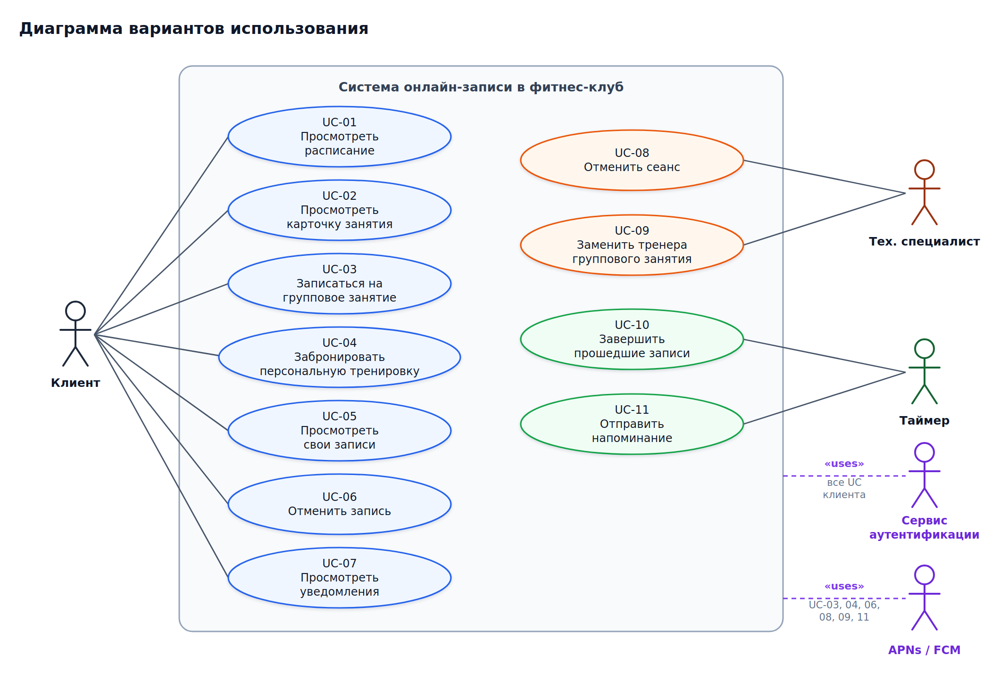 Диаграмма вариантов использования
Система онлайн-записи в фитнес-клуб
UC-01
Просмотреть
расписание
UC-02
Просмотреть
карточку занятия
UC-03
Записаться на
групповое занятие
UC-04
Забронировать
персональную тренировку
UC-05
Просмотреть
свои записи
UC-06
Отменить запись
UC-07
Просмотреть
уведомления
Клиент
UC-08
Отменить сеанс
UC-09
Заменить тренера
группового занятия
UC-10
Завершить
прошедшие записи
UC-11
Отправить
напоминание
Тех. специалист
Таймер
«uses»
все UC
клиента
Сервис
аутентификации
«uses»
UC-03, 04, 06,
08, 09, 11
APNs / FCM